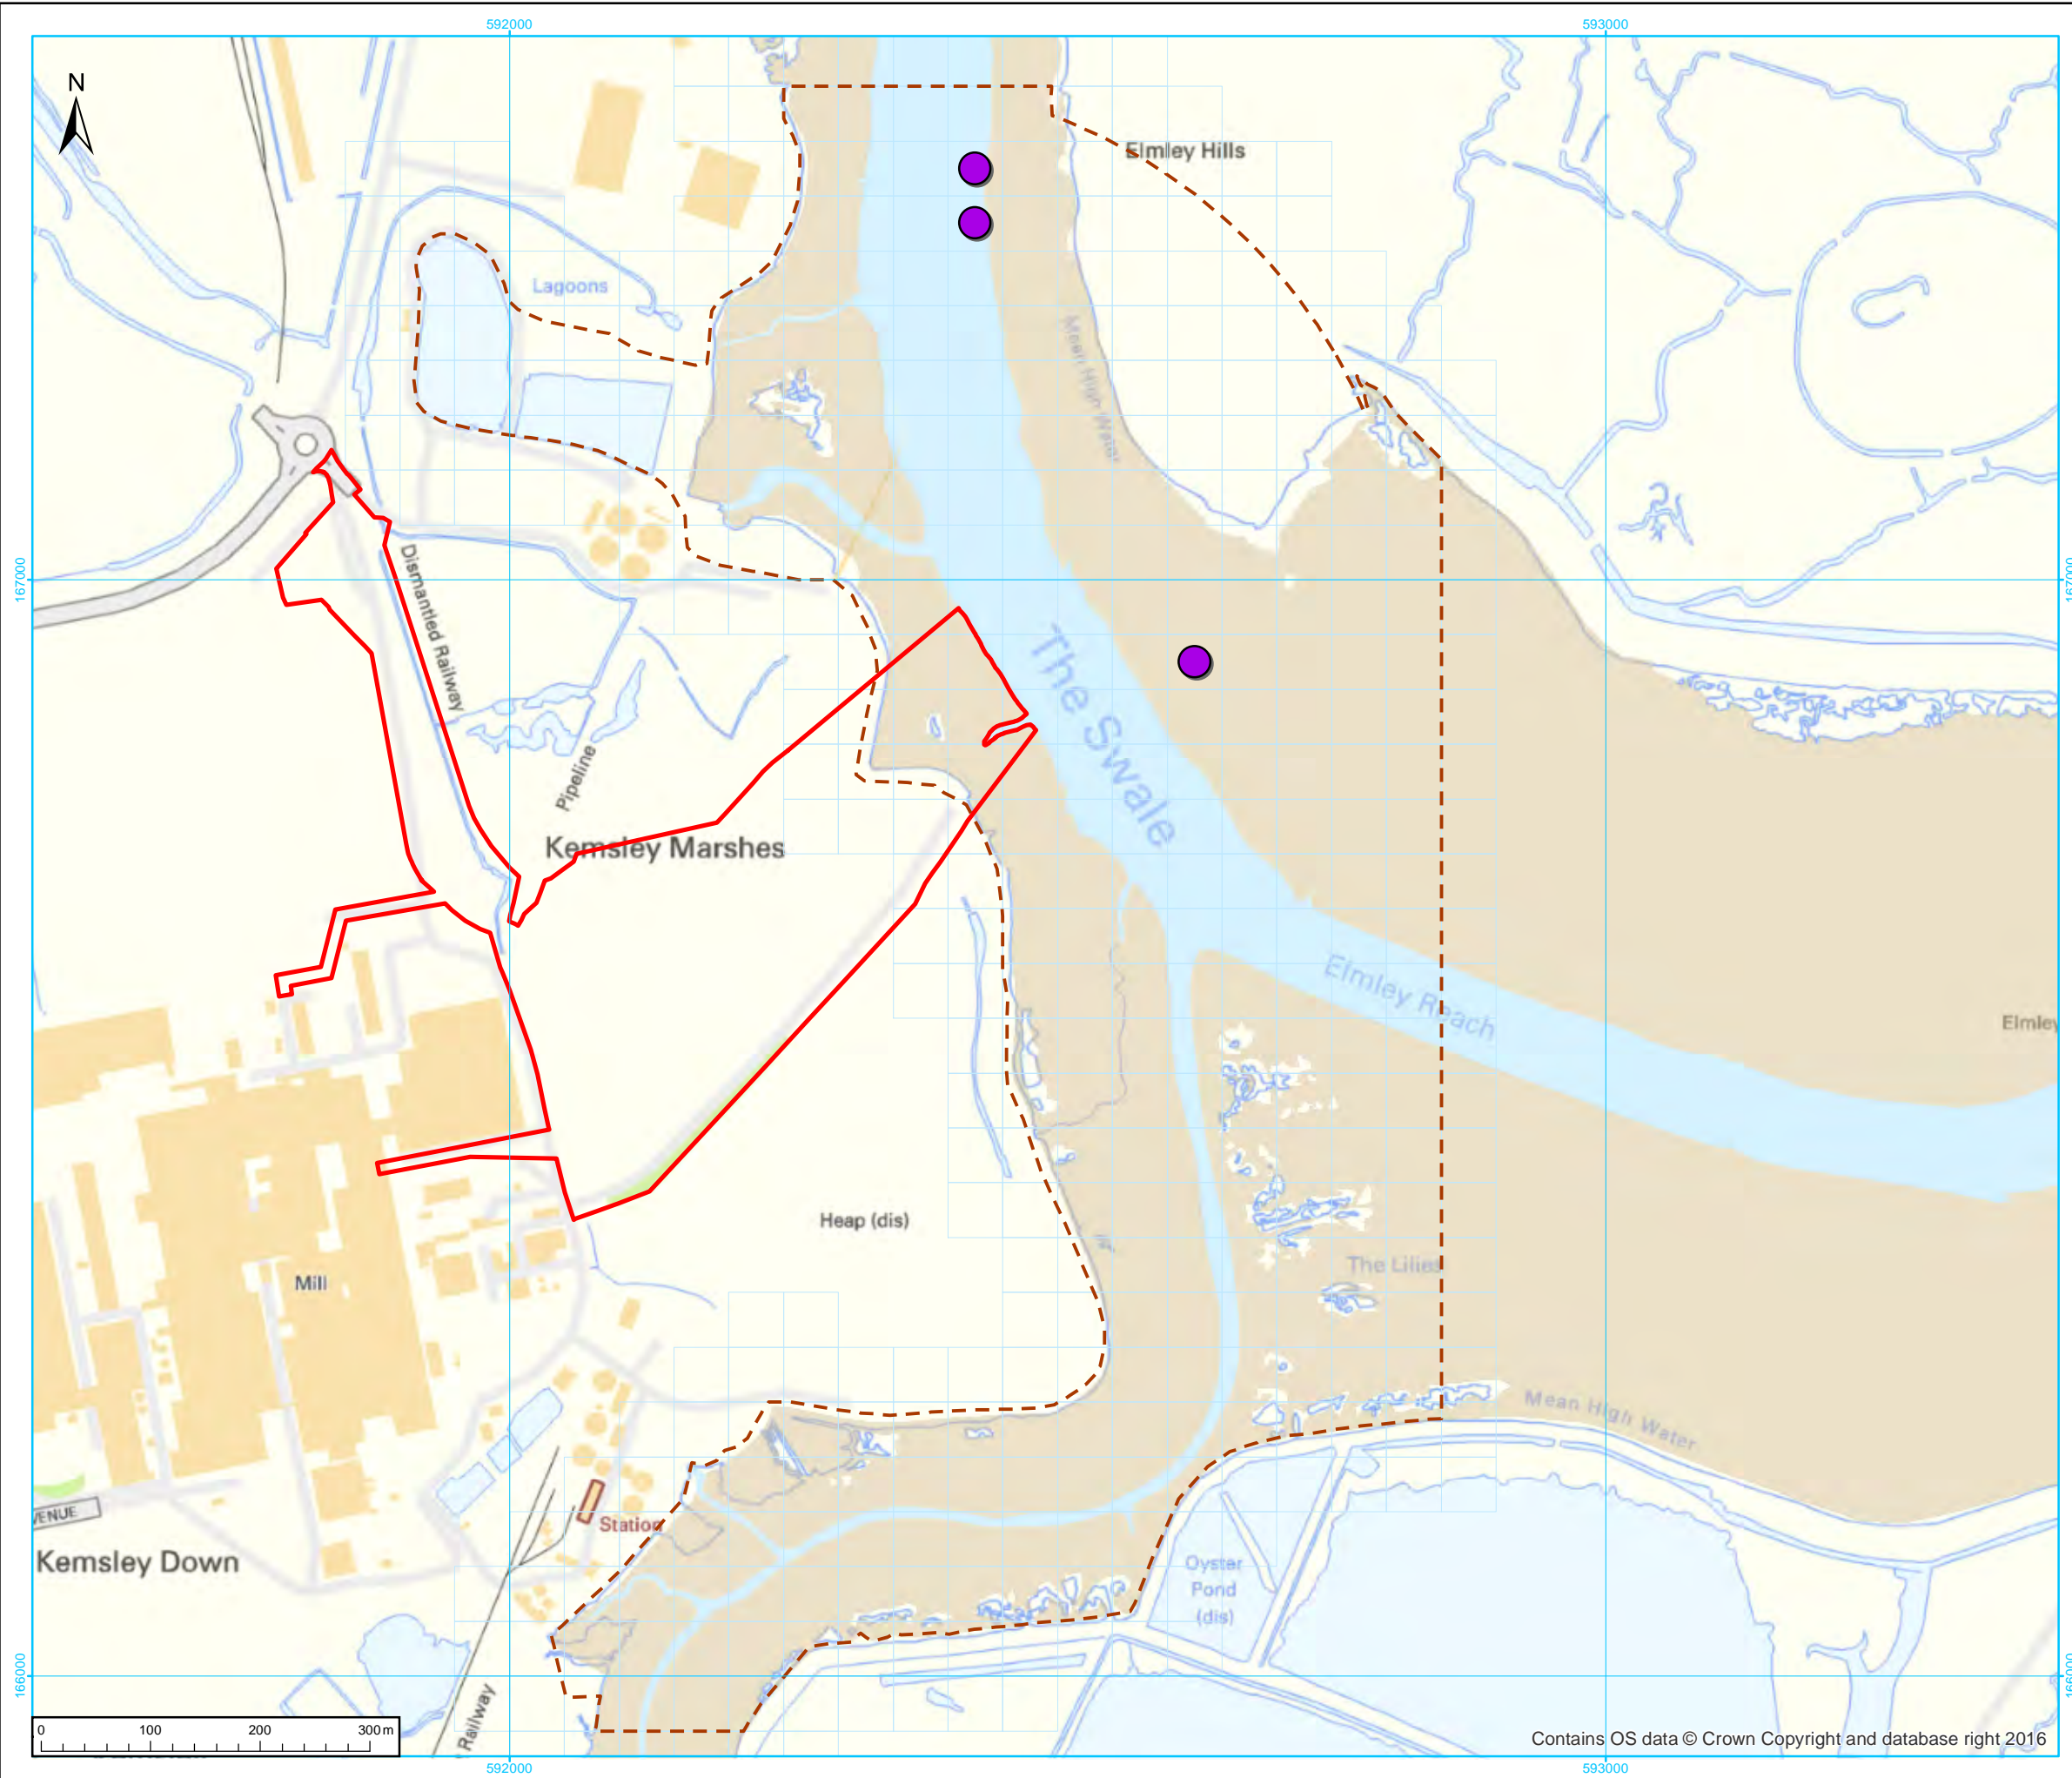 592000
593000
N
Elmley Hills
Lagoons
Mean High Water
167000
167000
Dismantled Railway
The Swale
Pipeline
Kemsley Marshes
Elmley Reach
Elmley
Heap (dis)
The Lilies
Mill
Mean High Water
VENUE
Station
Kemsley Down
Oyster
Pond
(dis)
166000
166000
Railway
0 100 200 300m
Contains OS data © Crown Copyright and database right 2016
592000
593000